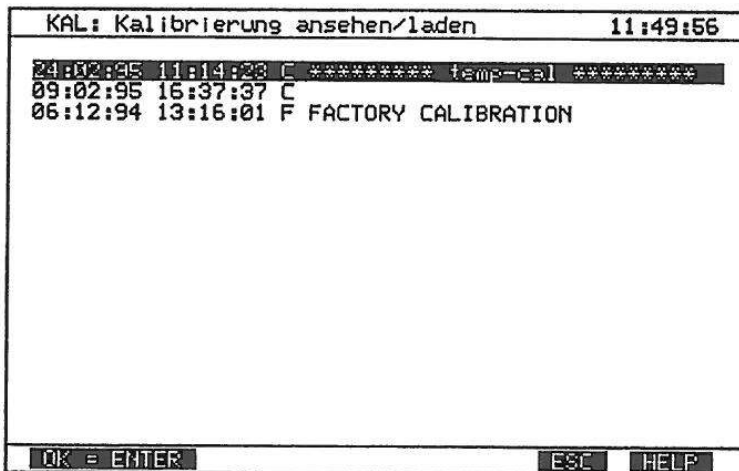 KAL: Kalibrierung ansehen/laden 11:49:56
24:02:95 11:14:23 C ********* temp-cal *********
09:02:95 16:37:37 C
06:12:94 13:16:01 F FACTORY CALIBRATION
OK = ENTER ESC HELP